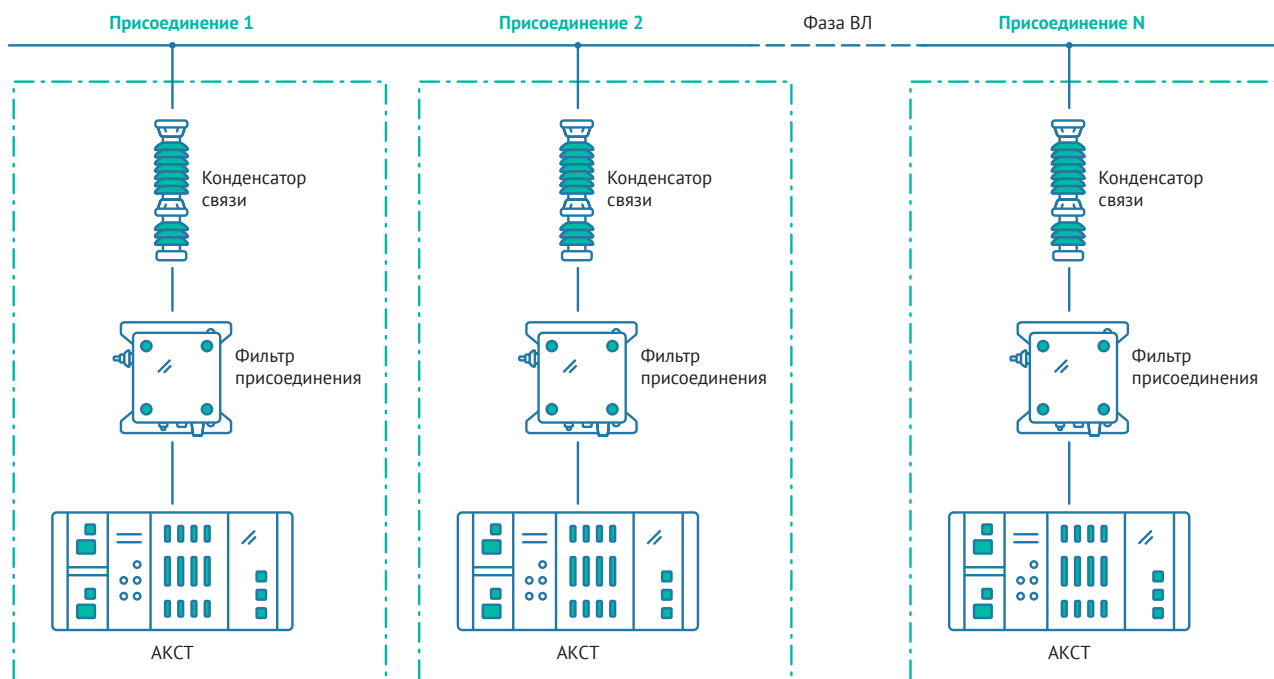 Присоединение 1
Присоединение 2
Фаза ВЛ
Присоединение N
Конденсатор
связи
Конденсатор
связи
Конденсатор
связи
Фильтр
присоединения
Фильтр
присоединения
Фильтр
присоединения
АКСТ
АКСТ
АКСТ